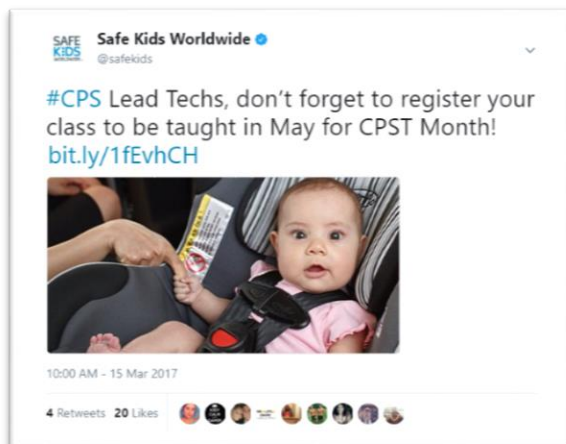 SAFE
KIDS
WORLDWIDE
Safe Kids Worldwide
@safekids
#CPS Lead Techs, don't forget to register your
class to be taught in May for CPST Month!
bit.ly/1fEvhCH
10:00 AM - 15 Mar 2017
4 Retweets 20 Likes